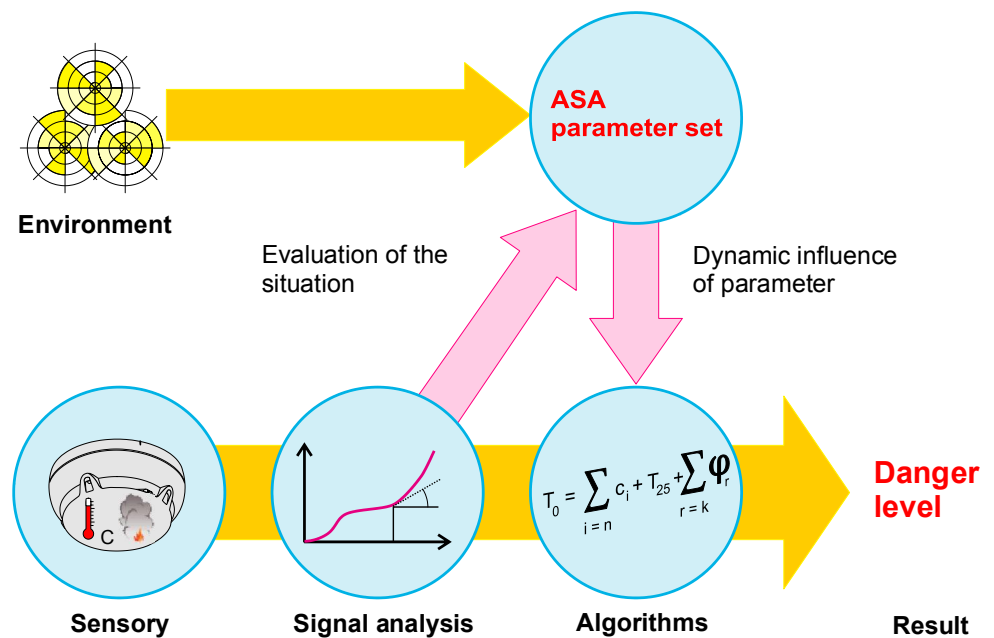 ASA
parameter set
Environment
Evaluation of the
situation
Dynamic influence
of parameter
C
T₀ = ∑ cᵢ + T₂₅ + ∑ φᵣ
i = n r = k
Danger
level
Sensory
Signal analysis
Algorithms
Result